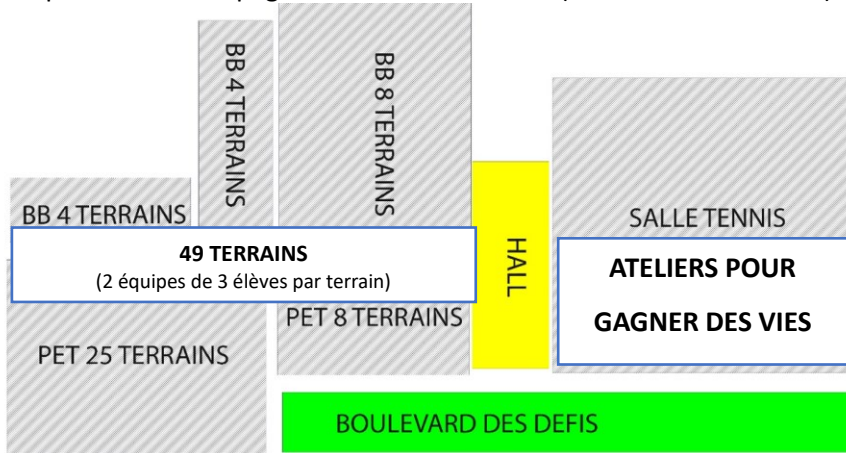 BB 4 TERRAINS
BB 8 TERRAINS
BB 4 TERRAINS
SALLE TENNIS
49 TERRAINS
(2 équipes de 3 élèves par terrain)
HALL
ATELIERS POUR
GAGNER DES VIES
PET 8 TERRAINS
PET 25 TERRAINS
BOULEVARD DES DEFIS